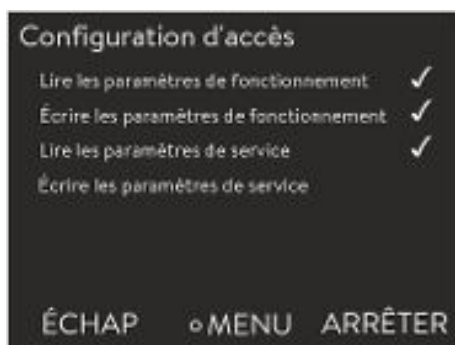 Configuration d'accès
Lire les paramètres de fonctionnement ✓
Écrire les paramètres de fonctionnement ✓
Lire les paramètres de service ✓
Écrire les paramètres de service
ÉCHAP MENU ARRÊTER